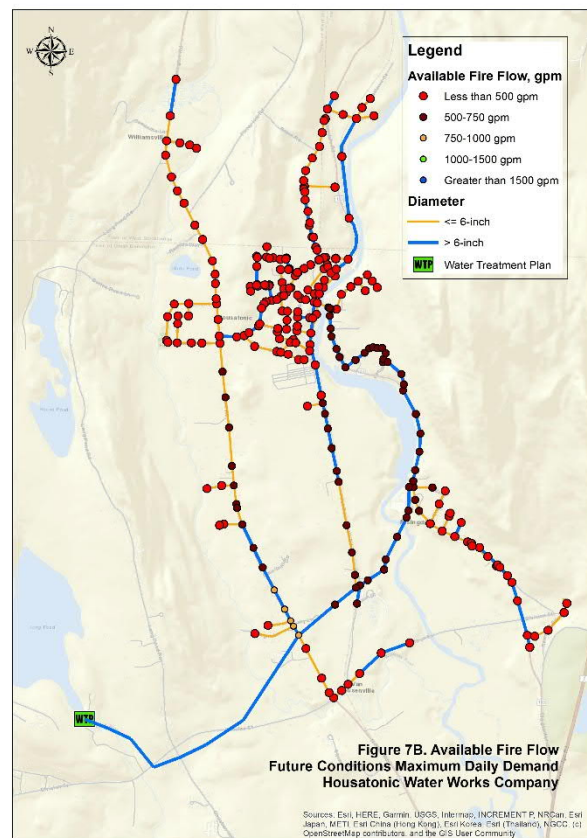 N
W E
S
Legend
Available Fire Flow, gpm
Less than 500 gpm
500-750 gpm
750-1000 gpm
1000-1500 gpm
Greater than 1500 gpm
Diameter
<= 6-inch
> 6-inch
WTP Water Treatment Plan
Williamsville
WTP
Figure 7B. Available Fire Flow
Future Conditions Maximum Daily Demand
Housatonic Water Works Company
Sources: Esri, HERE, Garmin, USGS, Intermap, INCREMENT P, NRCan, Esri
Japan, METI, Esri China (Hong Kong), Esri Korea, Esri (Thailand), NGCC, (c)
OpenStreetMap contributors, and the GIS User Community